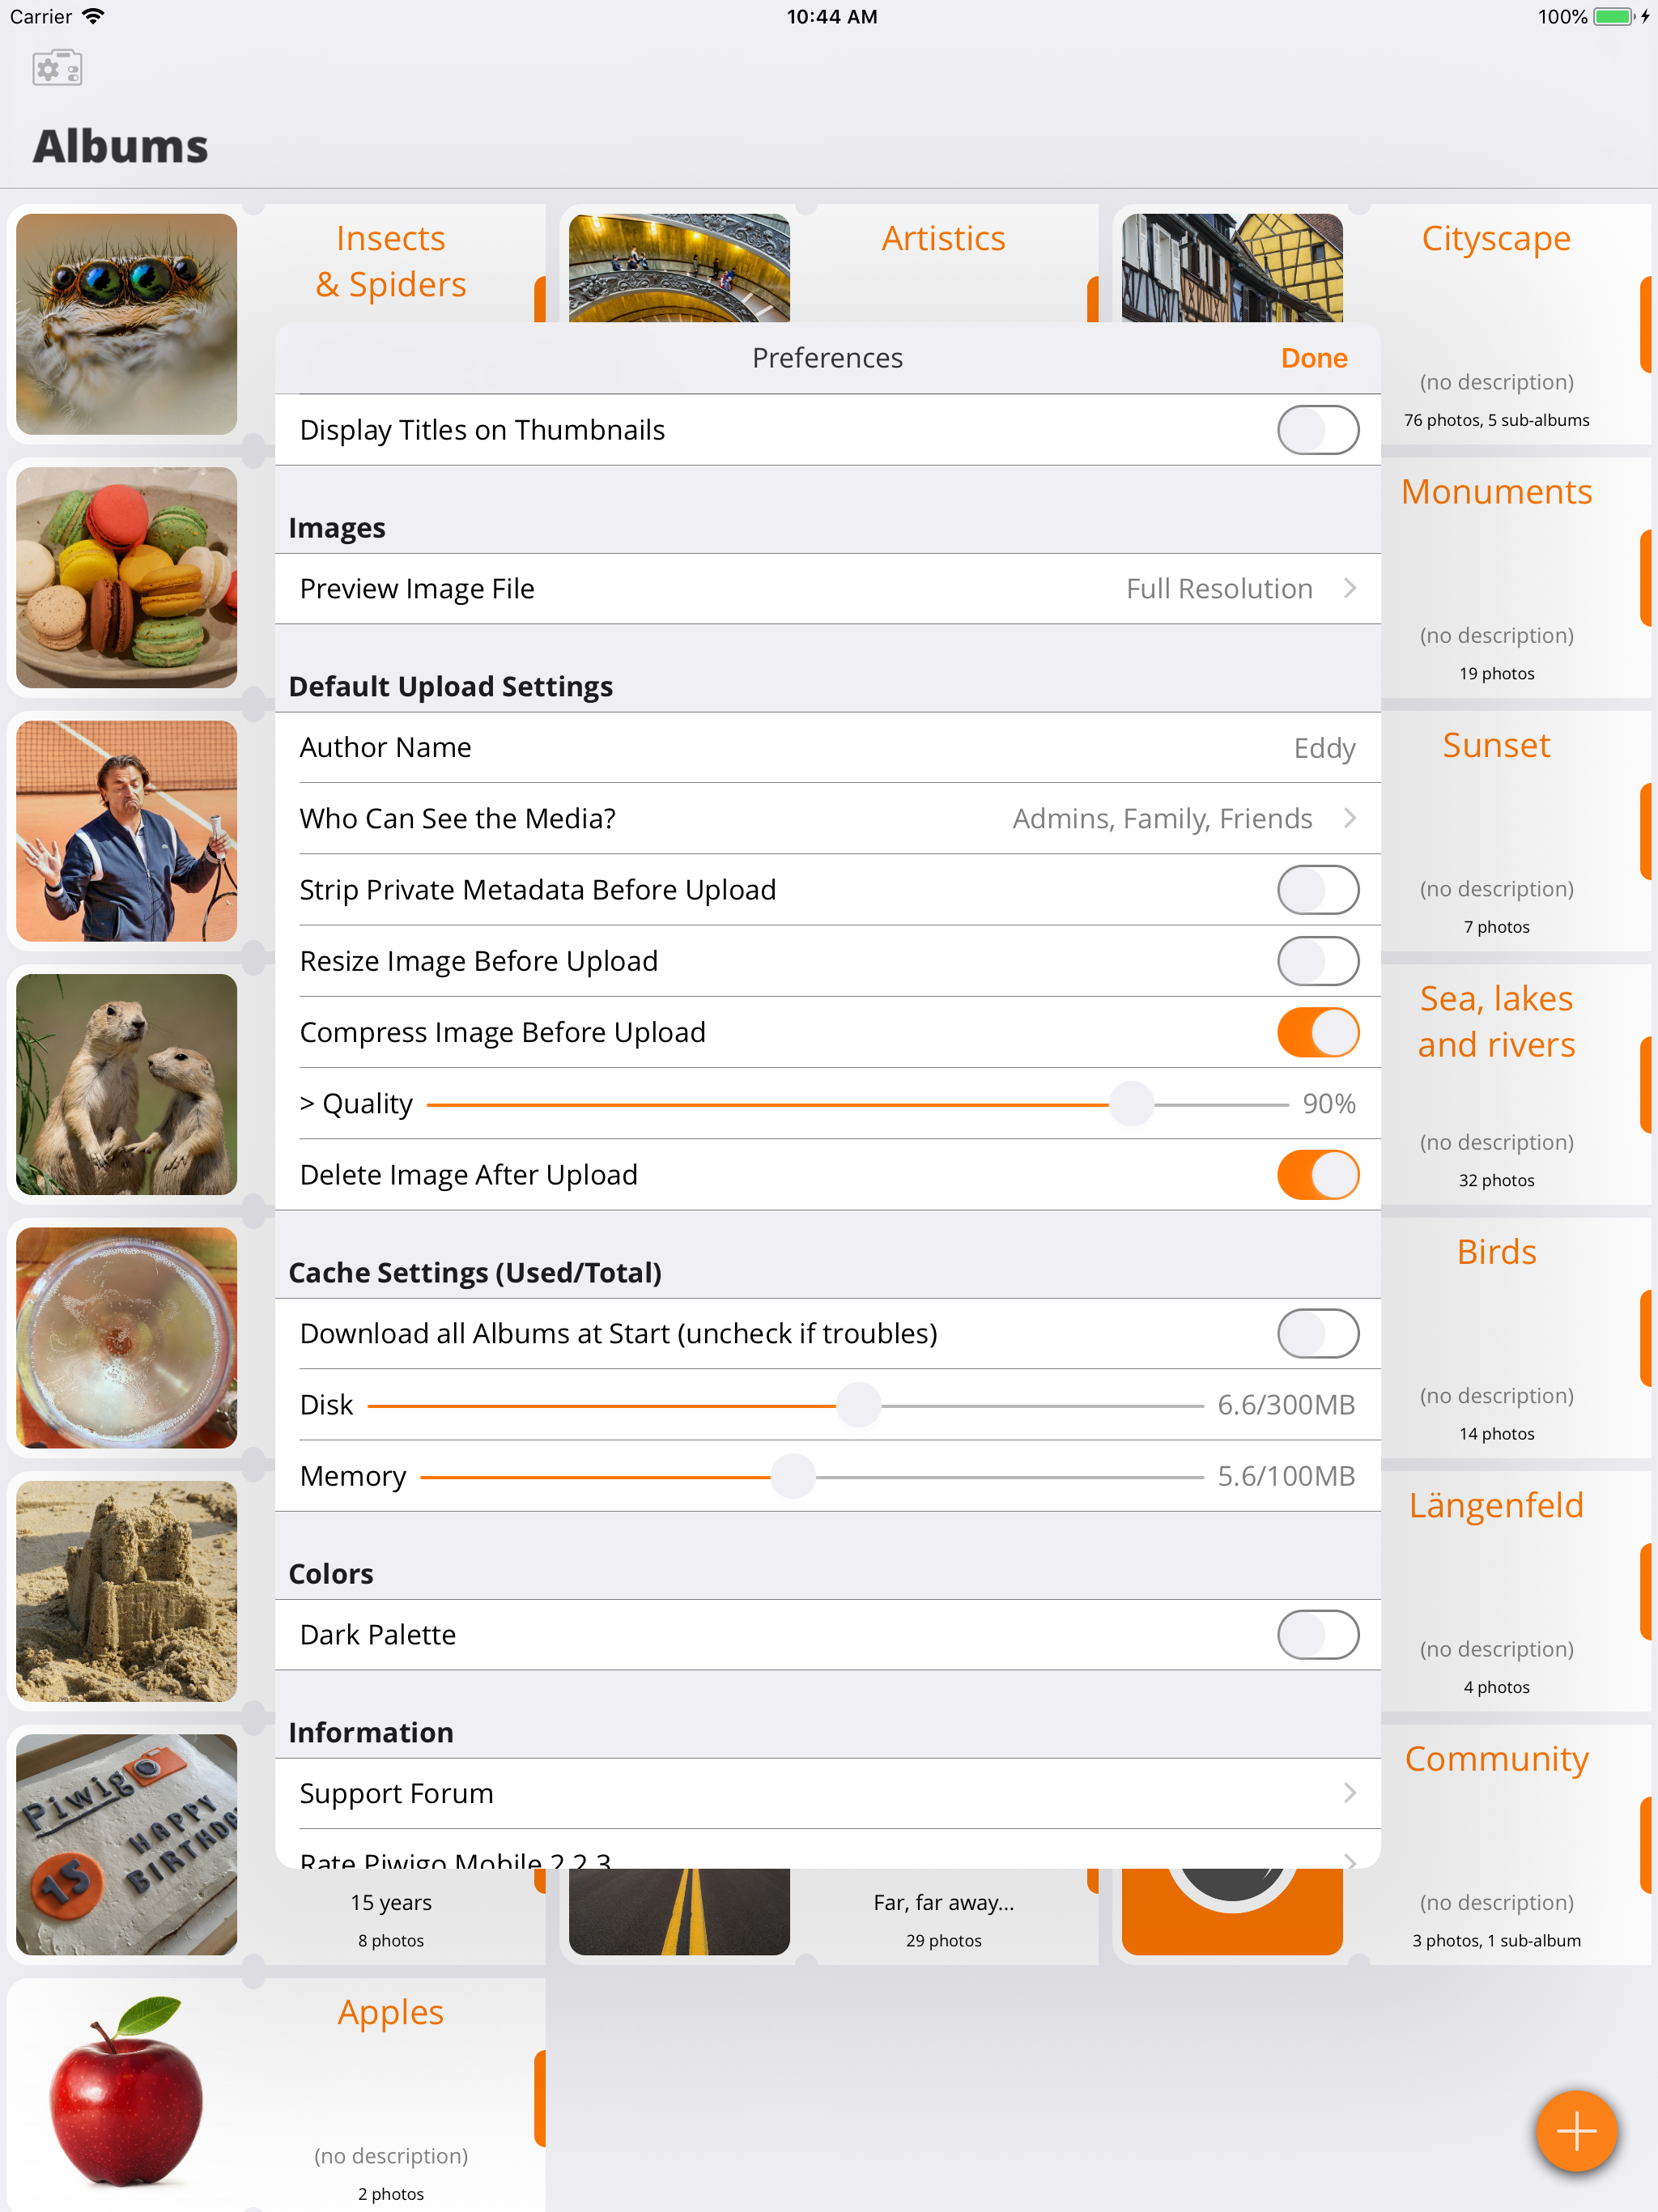 Carrier
10:44 AM
100%
Albums
Insects
& Spiders
Artistics
Cityscape
(no description)
76 photos, 5 sub-albums
Preferences
Done
Display Titles on Thumbnails
Images
Preview Image File
Full Resolution
Default Upload Settings
Author Name
Eddy
Who Can See the Media?
Admins, Family, Friends
Strip Private Metadata Before Upload
Resize Image Before Upload
Compress Image Before Upload
> Quality
90%
Delete Image After Upload
Cache Settings (Used/Total)
Download all Albums at Start (uncheck if troubles)
Disk
6.6/300MB
Memory
5.6/100MB
Colors
Dark Palette
Information
Support Forum
Rate Piwigo Mobile 2.2.3
Monuments
(no description)
19 photos
Sunset
(no description)
7 photos
Sea, lakes
and rivers
(no description)
32 photos
Birds
(no description)
14 photos
Längenfeld
(no description)
4 photos
Piwigo
15
HAPPY
BIRTHDA
15 years
8 photos
Far, far away...
29 photos
Community
(no description)
3 photos, 1 sub-album
Apples
(no description)
2 photos